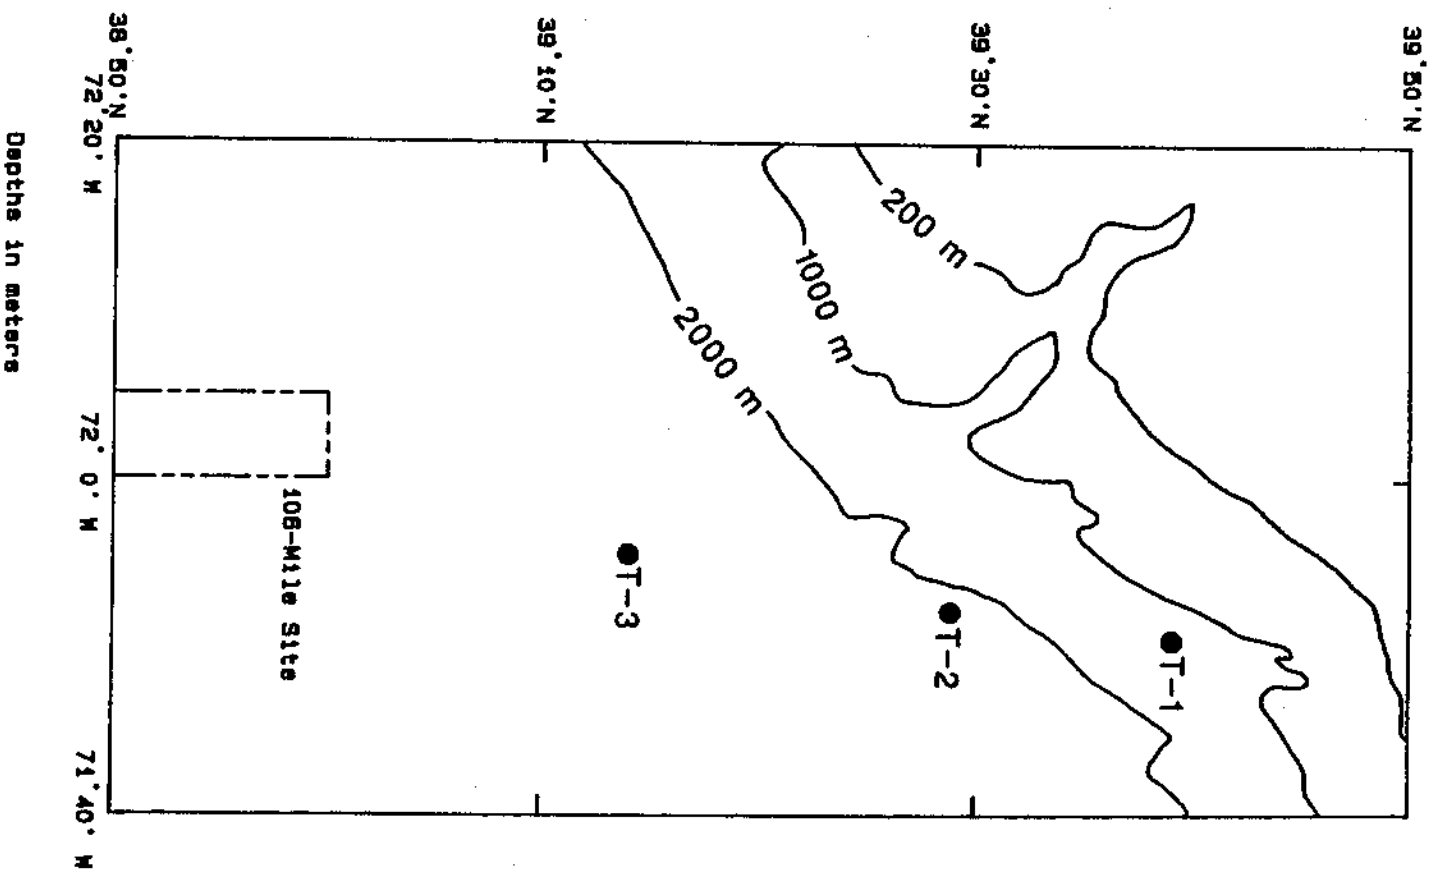 39°50'N
39°30'N
39°10'N
38°50'N
72°20'W
72°0'W
71°40'W
200 m
1000 m
2000 m
T-1
T-2
T-3
106-Mile Site
Depths in meters